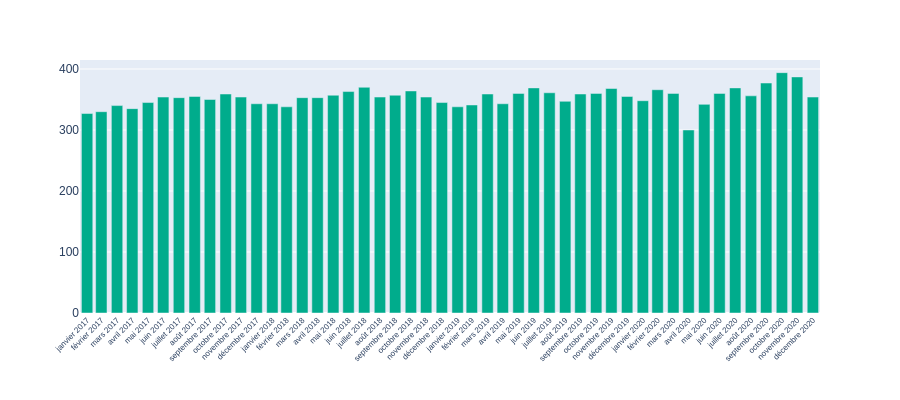 400
300
200
100
0
janvier 2017
février 2017
mars 2017
avril 2017
mai 2017
juin 2017
juillet 2017
août 2017
septembre 2017
octobre 2017
novembre 2017
décembre 2017
janvier 2018
février 2018
mars 2018
avril 2018
mai 2018
juin 2018
juillet 2018
août 2018
septembre 2018
octobre 2018
novembre 2018
décembre 2018
janvier 2019
février 2019
mars 2019
avril 2019
mai 2019
juin 2019
juillet 2019
août 2019
septembre 2019
octobre 2019
novembre 2019
décembre 2019
janvier 2020
février 2020
mars 2020
avril 2020
mai 2020
juin 2020
juillet 2020
août 2020
septembre 2020
octobre 2020
novembre 2020
décembre 2020